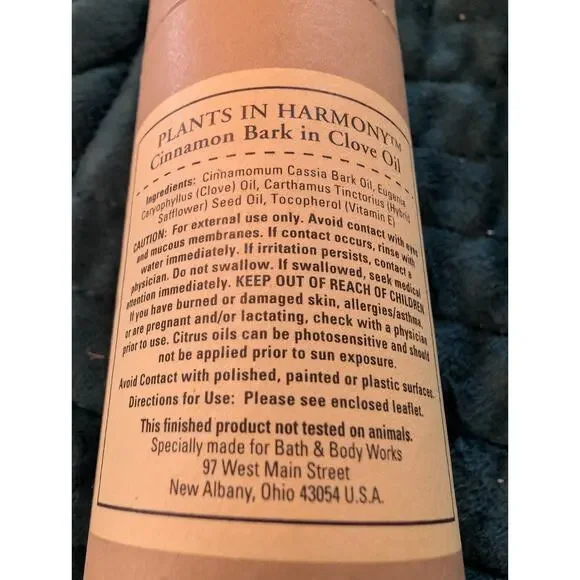 PLANTS IN HARMONY™
Cinnamon Bark in Clove Oil
Ingredients: Cinnamomum Cassia Bark Oil, Eugenia
Caryophyllus (Clove) Oil, Carthamus Tinctorius (Hybrid
Safflower) Seed Oil, Tocopherol (Vitamin E)
CAUTION: For external use only. Avoid contact with eyes
and mucous membranes. If contact occurs, rinse with
water immediately. If irritation persists, contact a
physician. Do not swallow. If swallowed, seek medical
attention immediately. KEEP OUT OF REACH OF CHILDREN
If you have burned or damaged skin, allergies/asthma,
or are pregnant and/or lactating, check with a physician
prior to use. Citrus oils can be photosensitive and should
not be applied prior to sun exposure.
Avoid Contact with polished, painted or plastic surfaces.
Directions for Use: Please see enclosed leaflet.
This finished product not tested on animals.
Specially made for Bath & Body Works
97 West Main Street
New Albany, Ohio 43054 U.S.A.